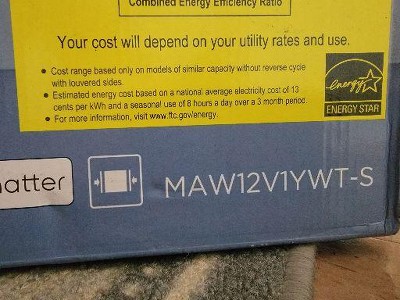 Combined Energy Efficiency Ratio
Your cost will depend on your utility rates and use.
• Cost range based only on models of similar capacity without reverse cycle
with louvered sides.
• Estimated energy cost based on a national average electricity cost of 13
cents per kWh and a seasonal use of 8 hours a day over a 3 month period.
• For more information, visit www.ftc.gov/energy.
energy
ENERGY STAR
matter
MAW12V1YWT-S